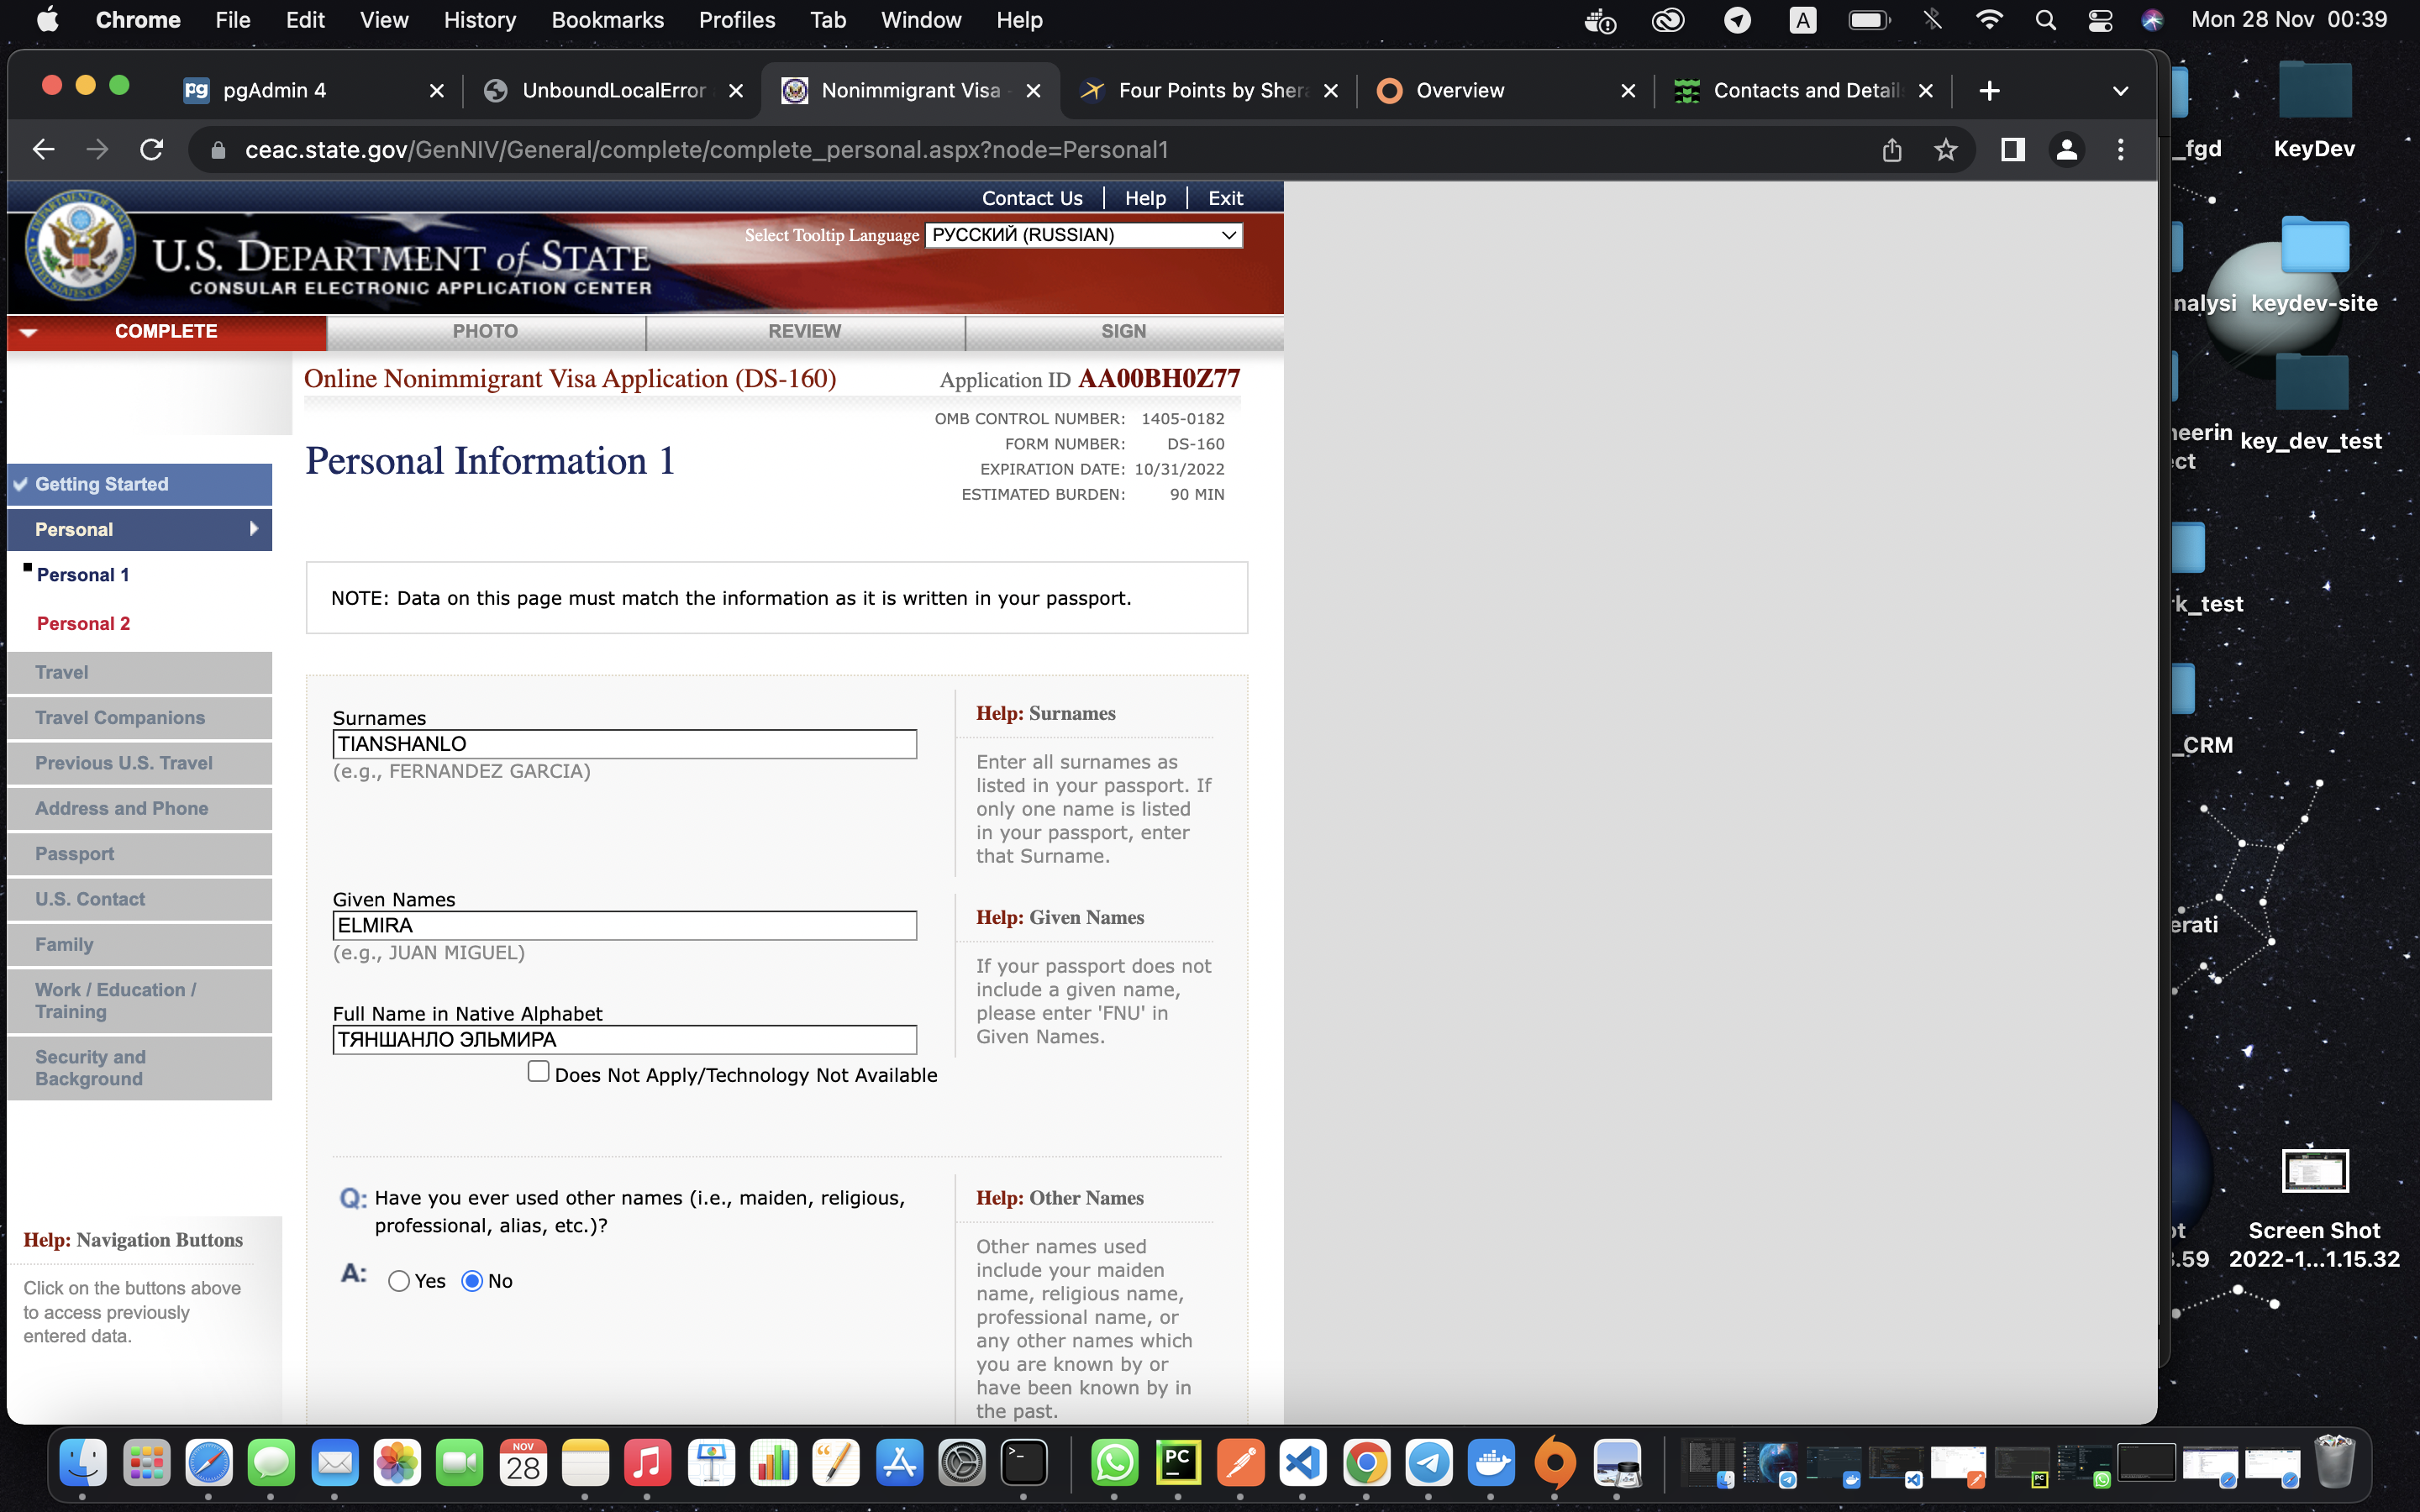 Chrome File Edit View History Bookmarks Profiles Tab Window Help A Mon 28 Nov 00:39
pg pgAdmin 4 UnboundLocalError Nonimmigrant Visa Four Points by Shera Overview Contacts and Detail
ceac.state.gov/GenNIV/General/complete/complete_personal.aspx?node=Personal1
Contact Us Help Exit
Select Tooltip Language РУССКИЙ (RUSSIAN)
U.S. DEPARTMENT of STATE
CONSULAR ELECTRONIC APPLICATION CENTER
COMPLETE PHOTO REVIEW SIGN
Online Nonimmigrant Visa Application (DS-160)
Application ID AA00BH0Z77
OMB CONTROL NUMBER: 1405-0182
FORM NUMBER: DS-160
EXPIRATION DATE: 10/31/2022
ESTIMATED BURDEN: 90 MIN
Personal Information 1
Getting Started
Personal
Personal 1
Personal 2
Travel
Travel Companions
Previous U.S. Travel
Address and Phone
Passport
U.S. Contact
Family
Work / Education /
Training
Security and
Background
Help: Navigation Buttons
Click on the buttons above
to access previously
entered data.
NOTE: Data on this page must match the information as it is written in your passport.
Surnames
TIANSHANLO
(e.g., FERNANDEZ GARCIA)
Help: Surnames
Enter all surnames as
listed in your passport. If
only one name is listed
in your passport, enter
that Surname.
Given Names
ELMIRA
(e.g., JUAN MIGUEL)
Help: Given Names
If your passport does not
include a given name,
please enter 'FNU' in
Given Names.
Full Name in Native Alphabet
ТЯНШАНЛО ЭЛЬМИРА
Does Not Apply/Technology Not Available
Q: Have you ever used other names (i.e., maiden, religious,
professional, alias, etc.)?
A: Yes No
Help: Other Names
Other names used
include your maiden
name, religious name,
professional name, or
any other names which
you are known by or
have been known by in
the past.
_fgd KeyDev
nalysi keydev-site
neerin key_dev_test
ct
rk_test
_CRM
erati
ot Screen Shot
3.59 2022-1...1.15.32
NOV
28
PC